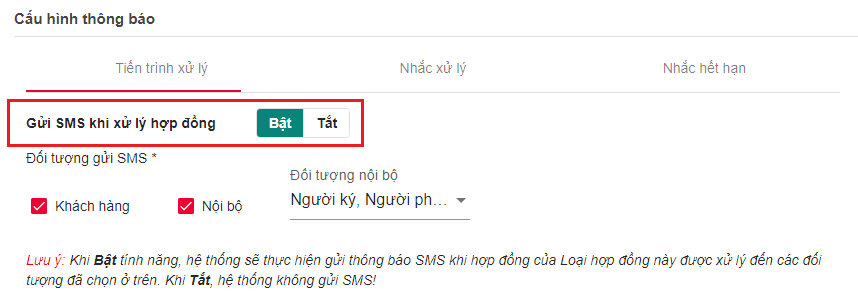 Cấu hình thông báo
Tiến trình xử lý
Nhắc xử lý
Nhắc hết hạn
Gửi SMS khi xử lý hợp đồng
Bật
Tắt
Đối tượng gửi SMS *
Khách hàng
Nội bộ
Đối tượng nội bộ
Người ký, Người ph...
Lưu ý: Khi Bật tính năng, hệ thống sẽ thực hiện gửi thông báo SMS khi hợp đồng của Loại hợp đồng này được xử lý đến các đối
tượng đã chọn ở trên. Khi Tắt, hệ thống không gửi SMS!